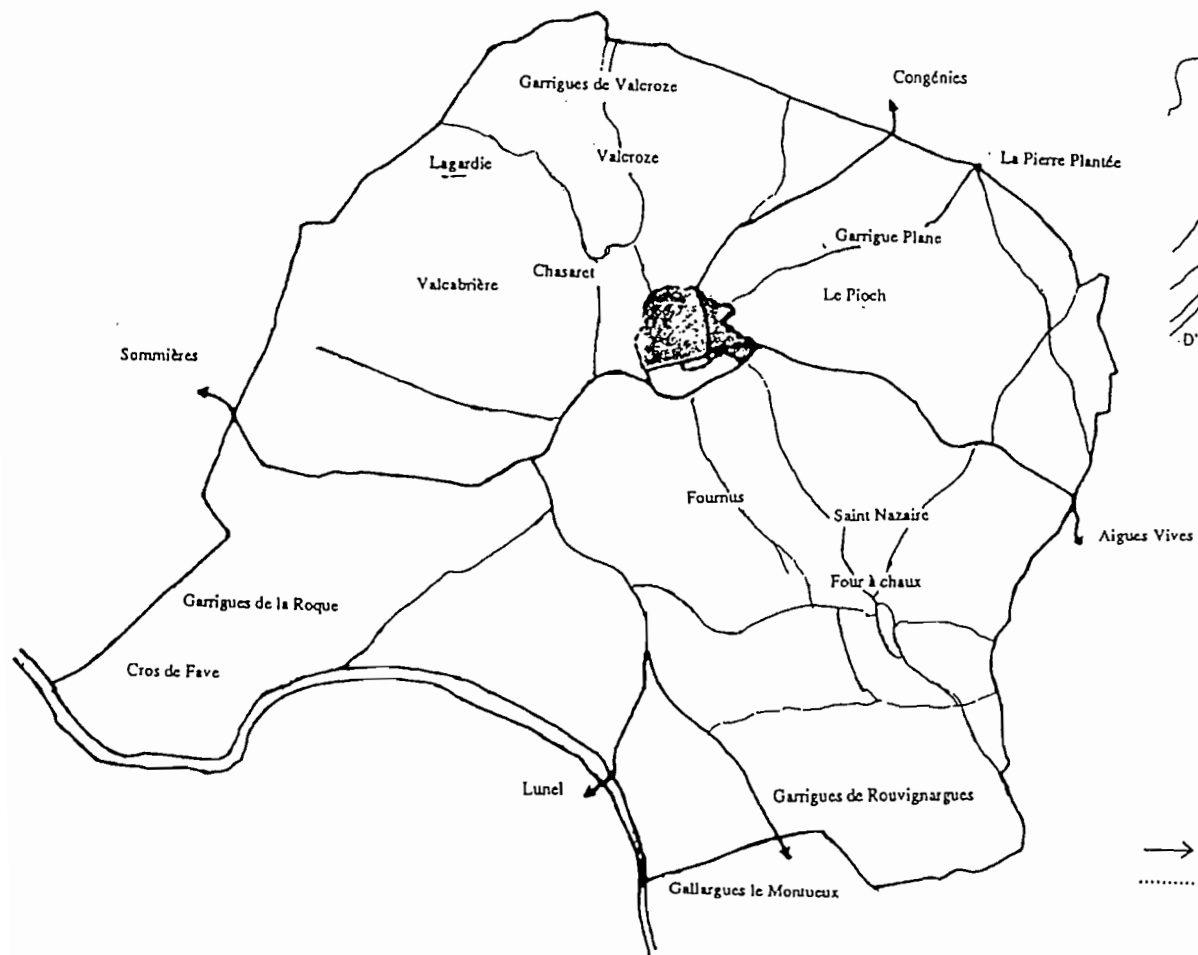 Garrigues de Valcroze
Congénies
Lagardie
Valcroze
La Pierre Plantée
Garrigue Plane
Chasaret
Valcabrière
Le Pioch
Sommières
D'
Fournus
Saint Nazaire
Aigues Vives
Four à chaux
Garrigues de la Roque
Cros de Fave
Lunel
Garrigues de Rouvignargues
Gallargues le Montueux